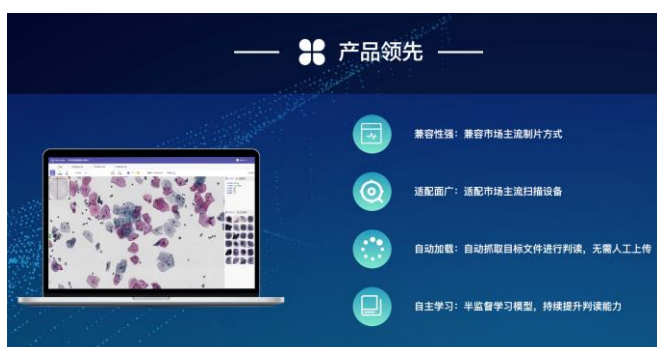 产品领先
兼容性强：兼容市场主流制片方式
适配面广：适配市场主流扫描设备
自动加载：自动抓取目标文件进行判读，无需人工上传
自主学习：半监督学习模型，持续提升判读能力